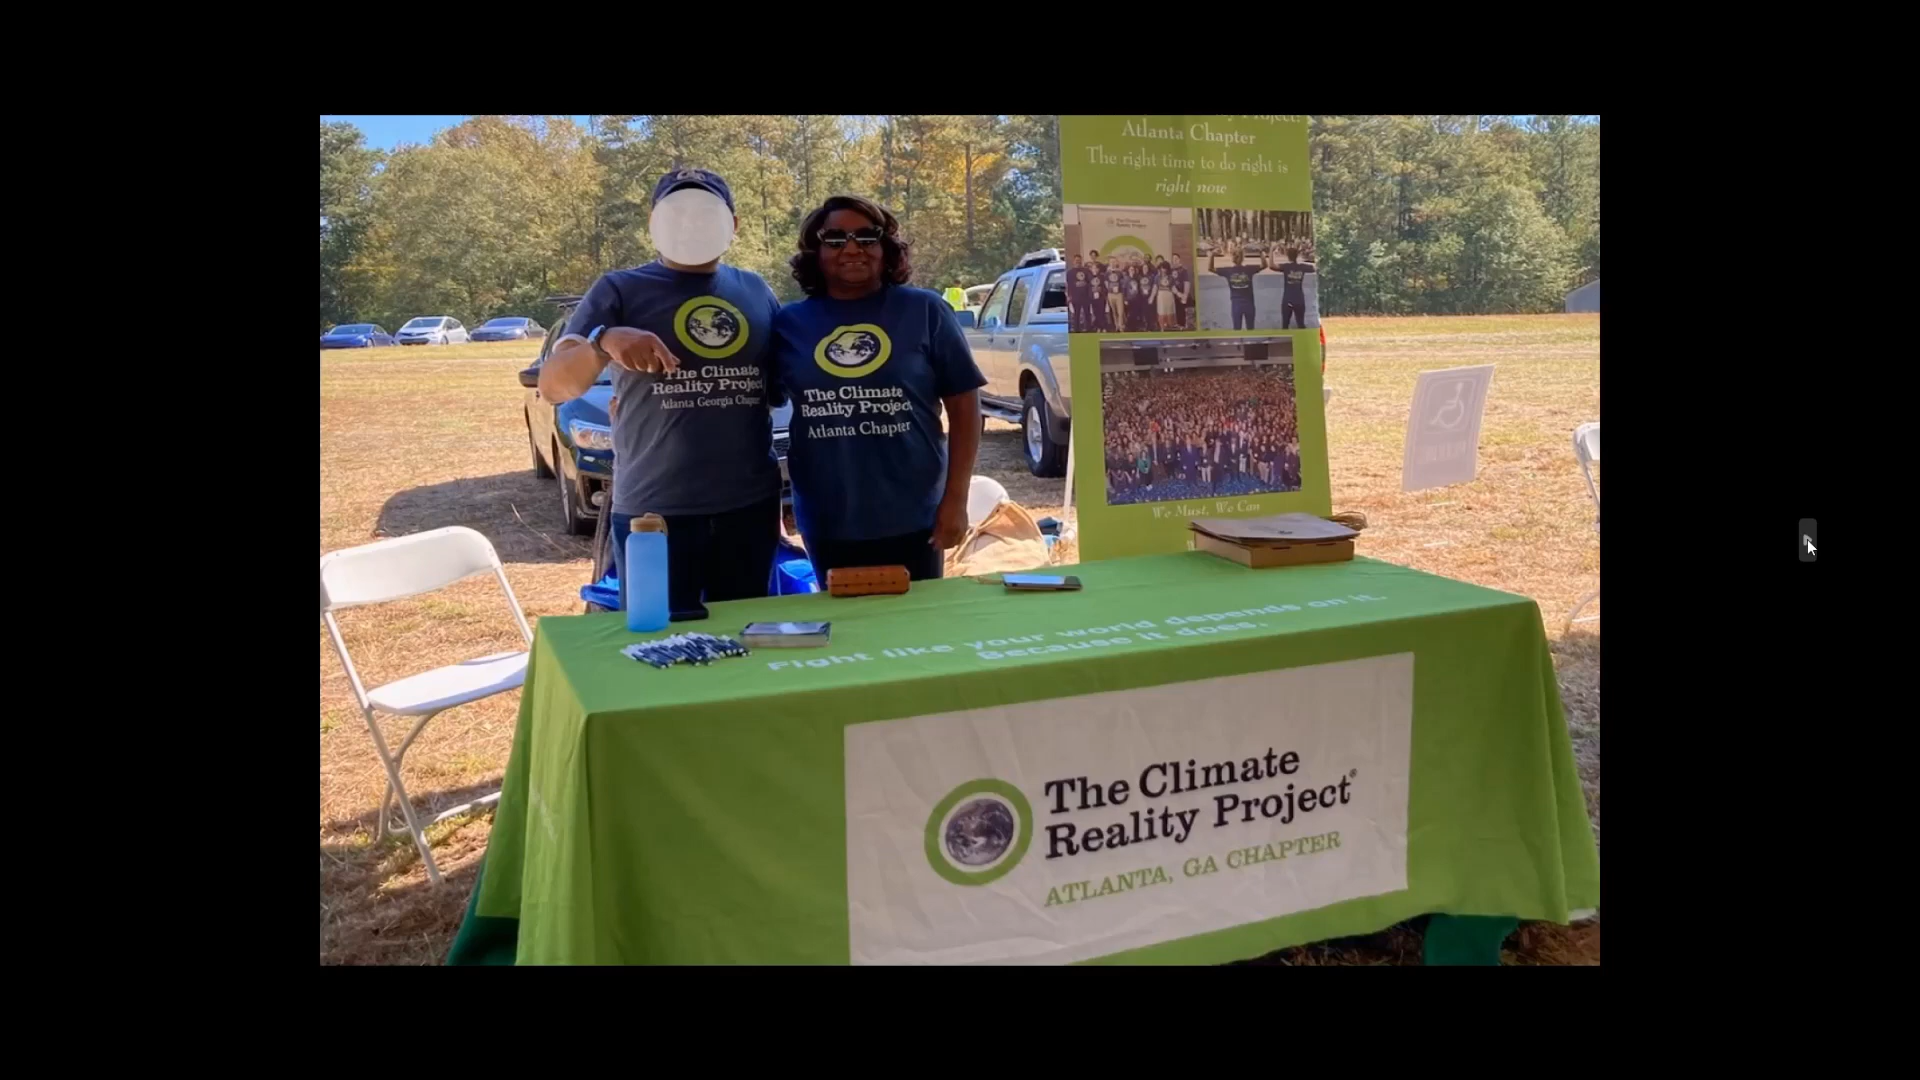 Atlanta Chapter
The right time to do right is
right now
The Climate
Reality Project
Atlanta Georgia
The Climate
Reality Project
Atlanta Chapter
We Must, We Can
Fight like your world depends on it.
Because it does.
The Climate
Reality Project®
ATLANTA, GA CHAPTER